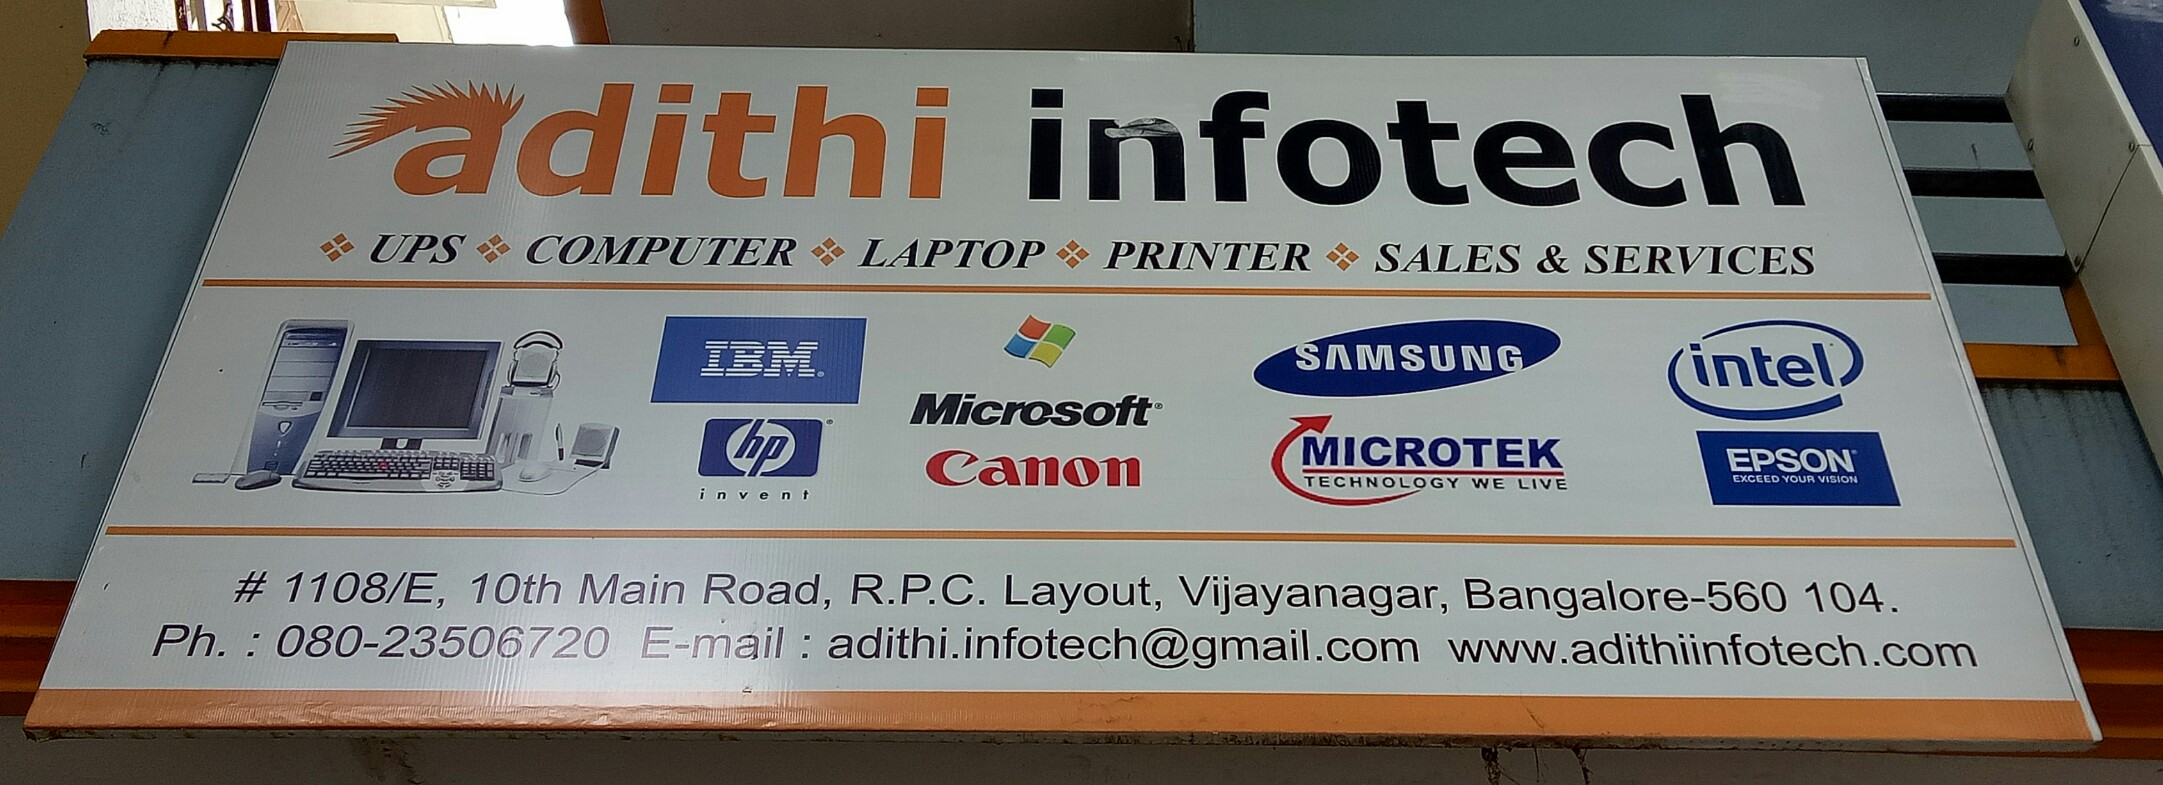 adithi infotech
❖ UPS ❖ COMPUTER ❖ LAPTOP ❖ PRINTER ❖ SALES & SERVICES
IBM®
Microsoft®
SAMSUNG
intel
hp®
invent
Canon
MICROTEK
TECHNOLOGY WE LIVE
EPSON®
EXCEED YOUR VISION
# 1108/E, 10th Main Road, R.P.C. Layout, Vijayanagar, Bangalore-560 104.
Ph. : 080-23506720 E-mail : adithi.infotech@gmail.com www.adithiinfotech.com